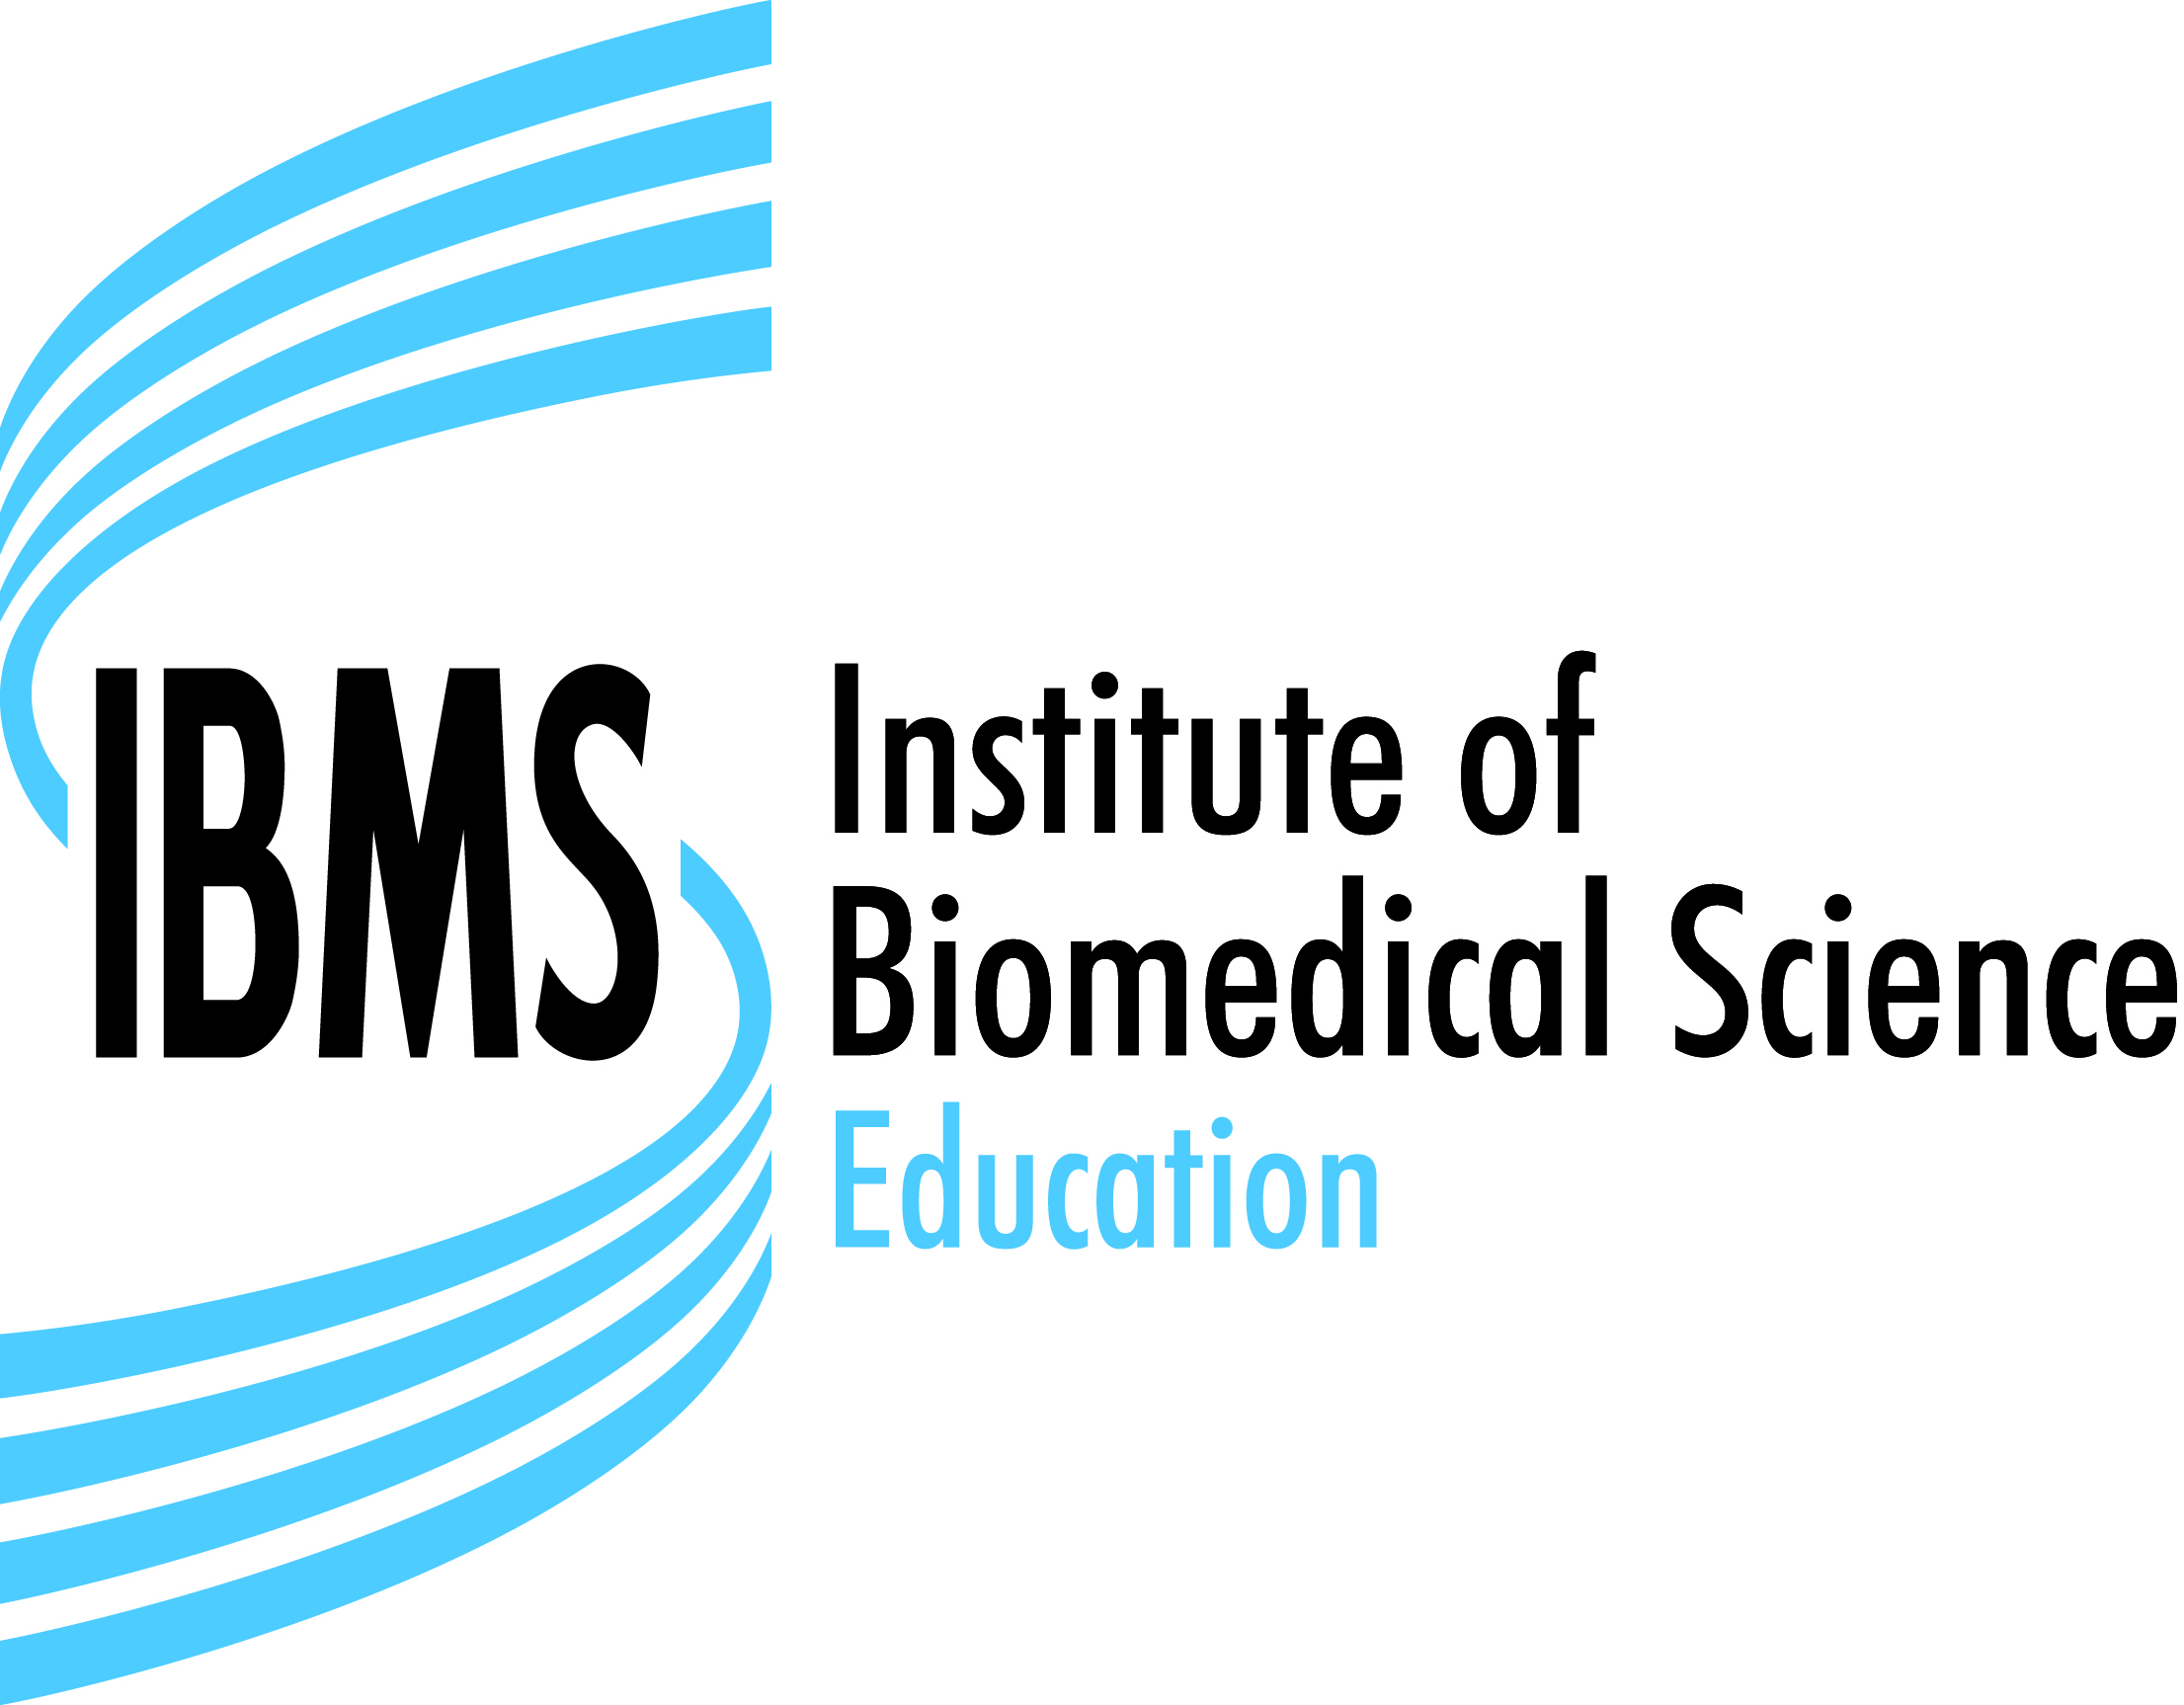 IBMS
Institute of
Biomedical Science
Education